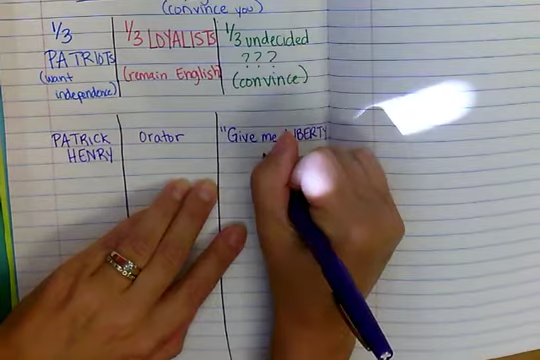 (convince you)
1/3 PATRIOTS (want independence)
1/3 LOYALISTS (remain English)
1/3 undecided ??? (convince)
PATRICK HENRY
Orator
"Give me LIBERTY